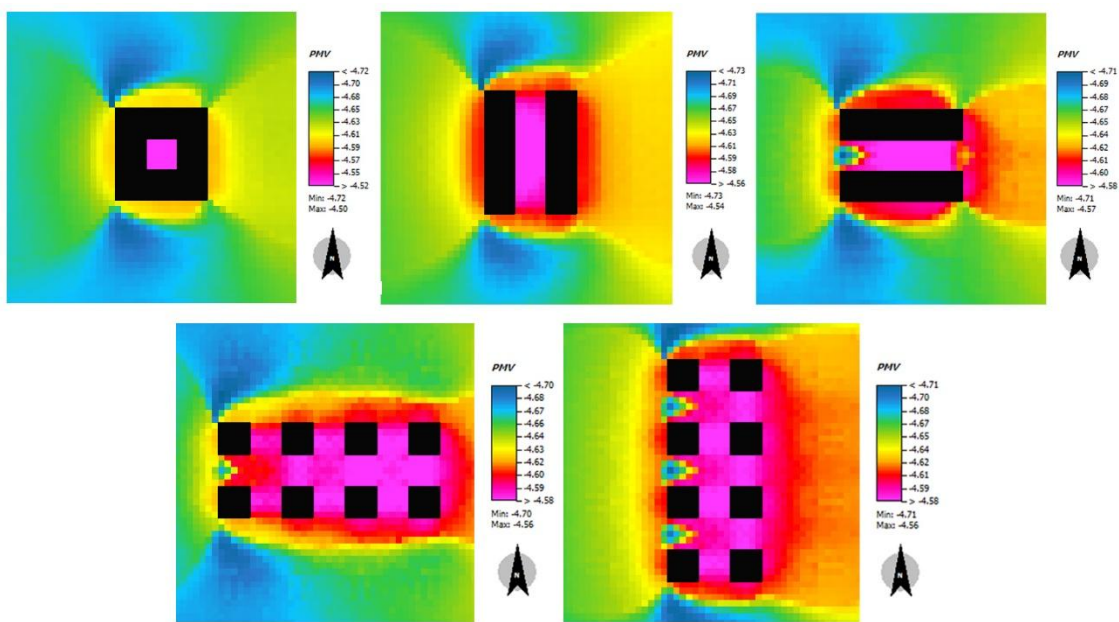 PMV
< -4.72
-4.70
-4.68
-4.65
-4.63
-4.61
-4.59
-4.57
-4.55
> -4.52
Min: -4.72
Max: -4.50
N
PMV
< -4.73
-4.71
-4.69
-4.67
-4.65
-4.63
-4.61
-4.59
-4.58
> -4.56
Min: -4.73
Max: -4.54
N
PMV
< -4.71
-4.69
-4.68
-4.67
-4.65
-4.64
-4.62
-4.61
-4.60
> -4.58
Min: -4.71
Max: -4.57
N
PMV
< -4.70
-4.68
-4.67
-4.66
-4.64
-4.63
-4.62
-4.61
-4.59
> -4.58
Min: -4.70
Max: -4.56
N
PMV
< -4.71
-4.70
-4.68
-4.67
-4.65
-4.64
-4.62
-4.61
-4.59
> -4.58
Min: -4.71
Max: -4.56
N